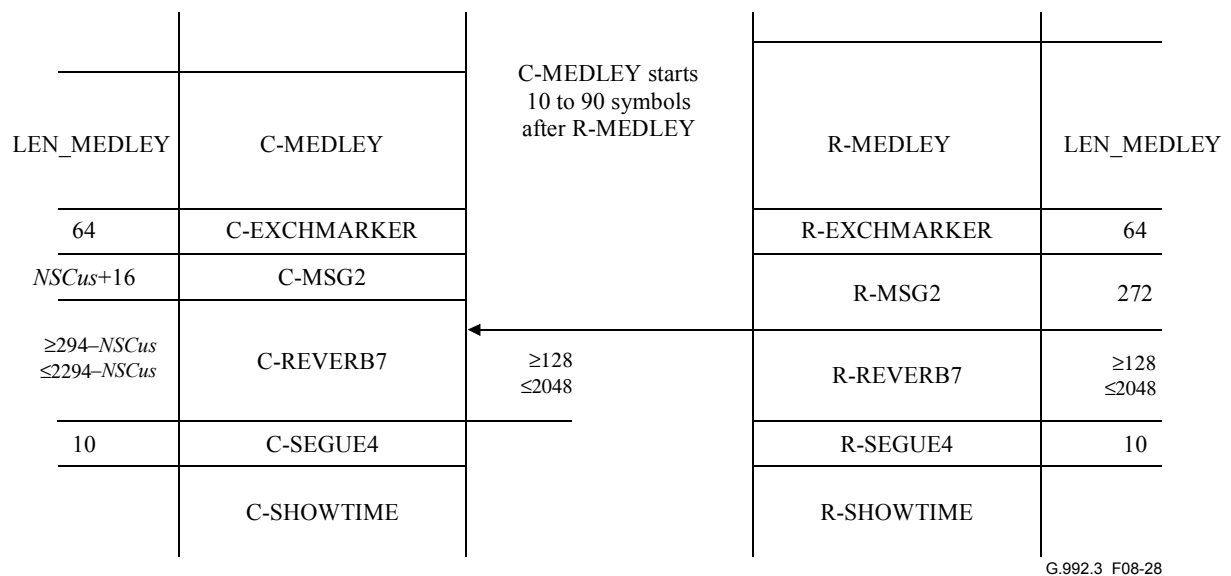 C-MEDLEY starts
10 to 90 symbols
after R-MEDLEY
LEN_MEDLEY C-MEDLEY R-MEDLEY LEN_MEDLEY
64 C-EXCHMARKER R-EXCHMARKER 64
NSCus+16 C-MSG2 R-MSG2 272
≥294–NSCus
≤2294–NSCus
C-REVERB7
≥128
≤2048
R-REVERB7
≥128
≤2048
10 C-SEGUE4 R-SEGUE4 10
C-SHOWTIME R-SHOWTIME
G.992.3_F08-28